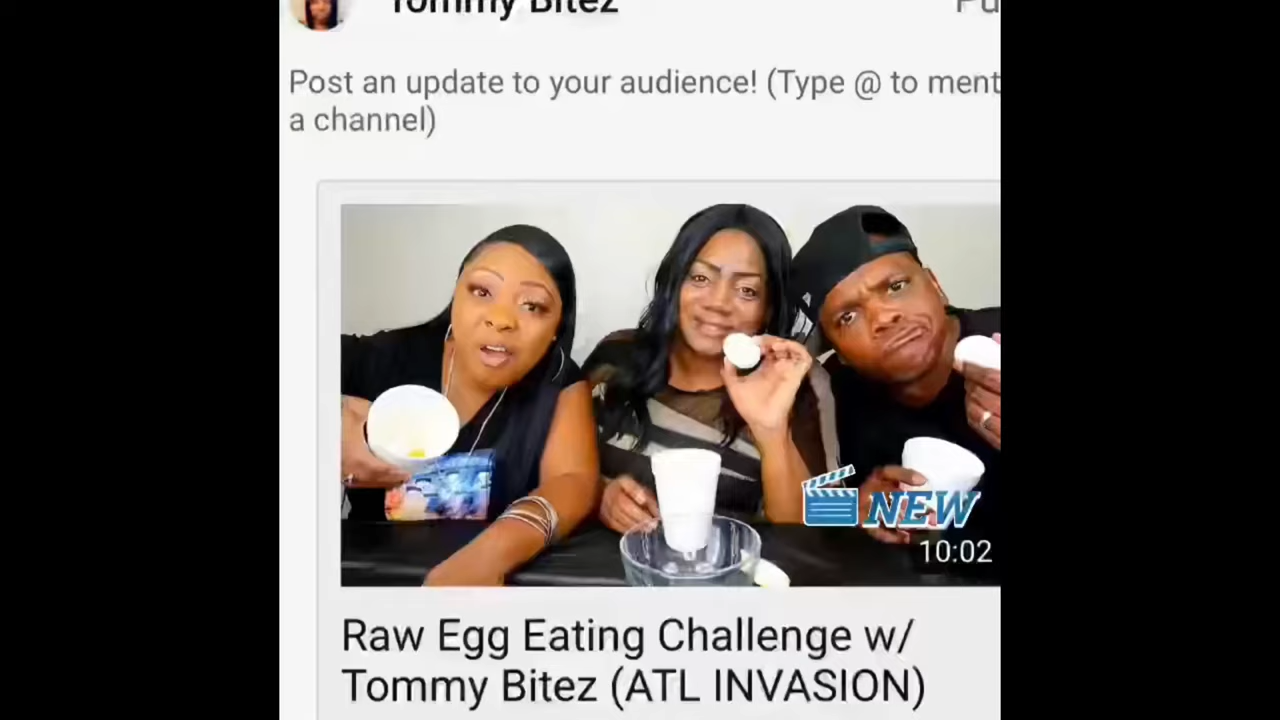 Tommy Bitez
Post an update to your audience! (Type @ to ment
a channel)
NEW
10:02
Raw Egg Eating Challenge w/
Tommy Bitez (ATL INVASION)